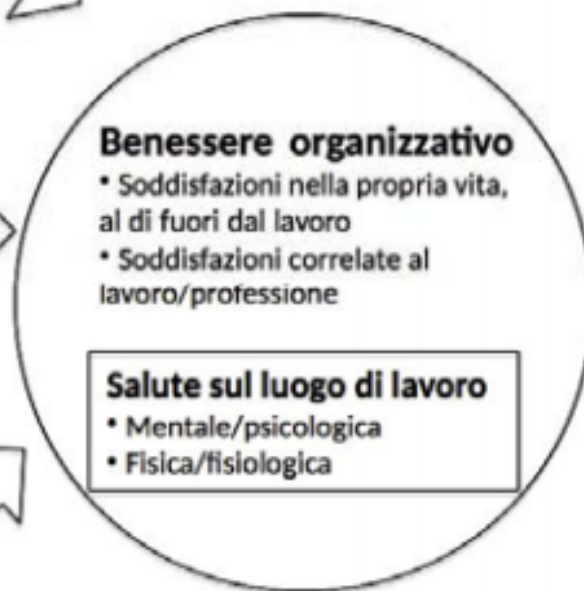 Benessere organizzativo
• Soddisfazioni nella propria vita,
al di fuori dal lavoro
• Soddisfazioni correlate al
lavoro/professione
Salute sul luogo di lavoro
• Mentale/psicologica
• Fisica/fisiologica